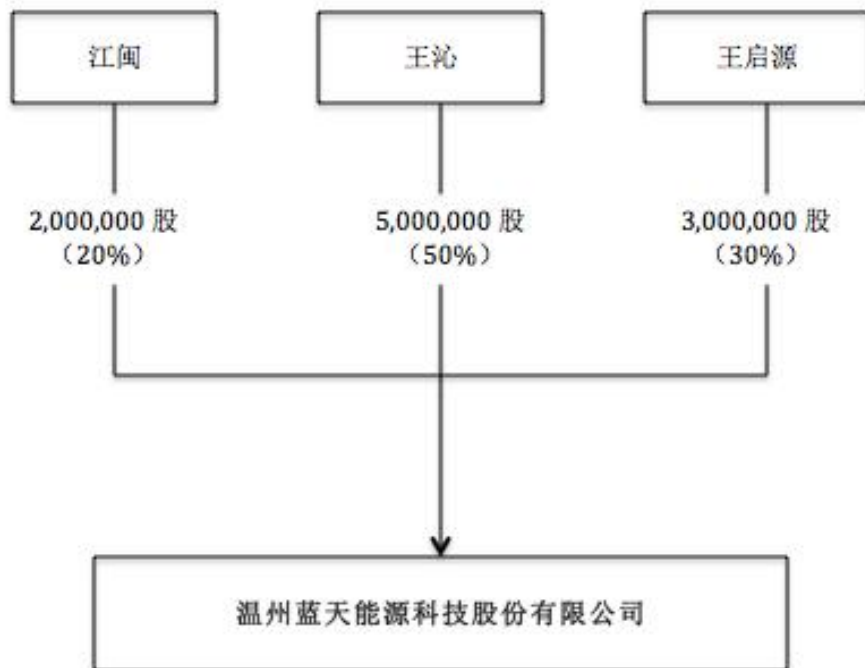 江闽
王沁
王启源
2,000,000 股
（20%）
5,000,000 股
（50%）
3,000,000 股
（30%）
温州蓝天能源科技股份有限公司